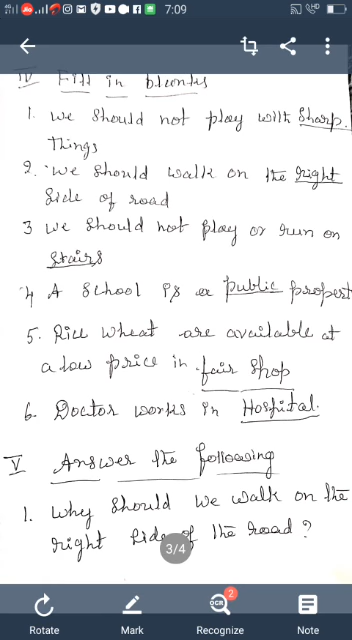 7:09
IV Fill in blanks
1. we should not play with sharp
things
2. we should walk on the right
side of road
3 we should not play or run on
stairs
4 A school is a public propert
5. Rice wheat are available at
a low price in fair shop
6. Doctor works in Hospital.
V Answer the following
1. Why should we walk on the
right side of the road?
3/4
2
OCR
Rotate Mark Recognize Note